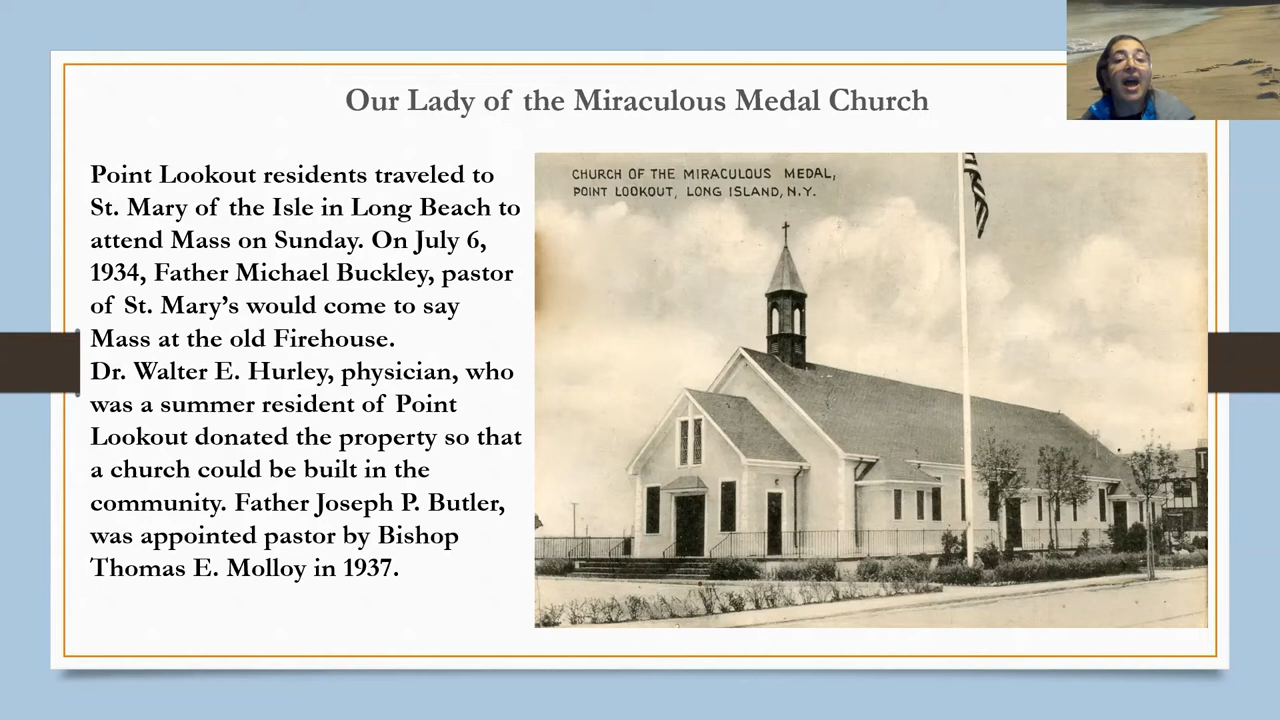 Our Lady of the Miraculous Medal Church
Point Lookout residents traveled to
St. Mary of the Isle in Long Beach to
attend Mass on Sunday. On July 6,
1934, Father Michael Buckley, pastor
of St. Mary’s would come to say
Mass at the old Firehouse.
Dr. Walter E. Hurley, physician, who
was a summer resident of Point
Lookout donated the property so that
a church could be built in the
community. Father Joseph P. Butler,
was appointed pastor by Bishop
Thomas E. Molloy in 1937.
CHURCH OF THE MIRACULOUS MEDAL,
POINT LOOKOUT, LONG ISLAND, N.Y.